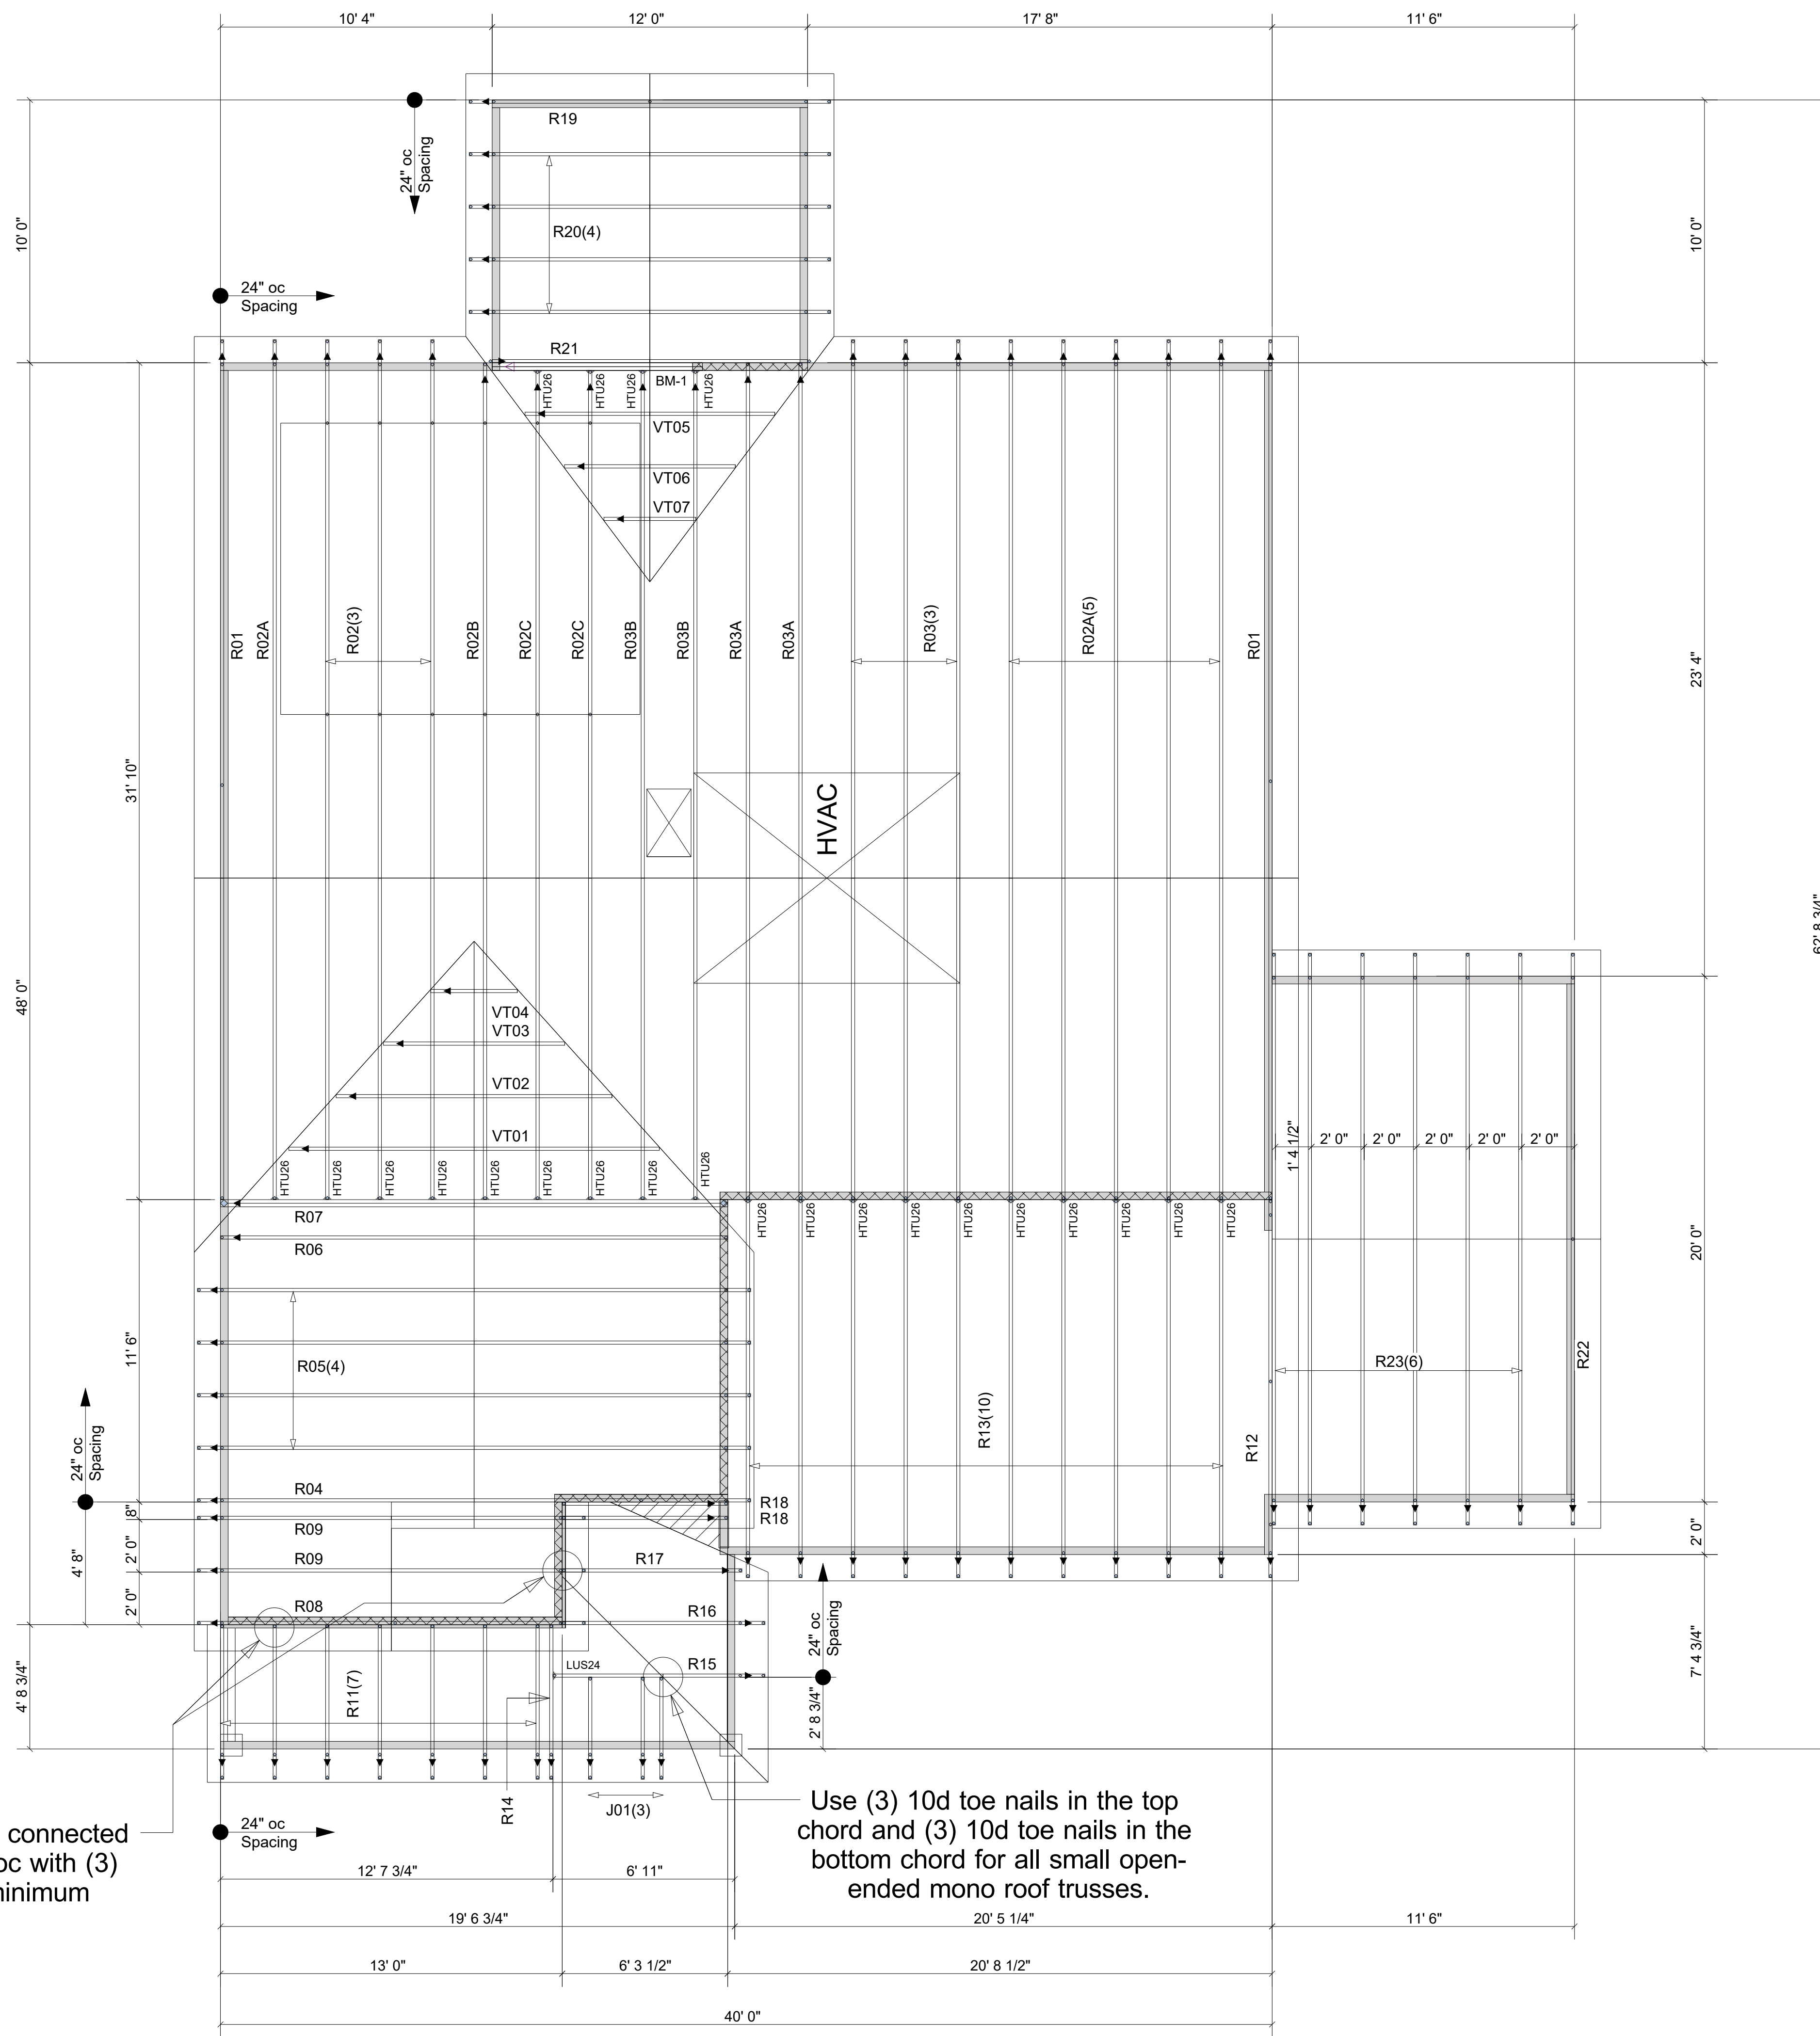 10' 4"
12' 0"
17' 8"
11' 6"
R19
24" oc
Spacing
10' 0"
R20(4)
10' 0"
24" oc
Spacing
R21
BM-1
HTU26
HTU26
HTU26
HTU26
VT05
VT06
VT07
R01
R02A
R02(3)
R02B
R02C
R02C
R03B
R03B
R03A
R03A
R03(3)
R02A(5)
R01
23' 4"
31' 10"
HVAC
62' 8 3/4"
48' 0"
VT04
VT03
VT02
VT01
1' 4 1/2"
2' 0"
2' 0"
2' 0"
2' 0"
2' 0"
HTU26
HTU26
HTU26
HTU26
HTU26
HTU26
HTU26
HTU26
HTU26
R07
HTU26
HTU26
HTU26
HTU26
HTU26
HTU26
HTU26
HTU26
HTU26
HTU26
R06
20' 0"
11' 6"
R05(4)
R13(10)
R12
R23(6)
R22
24" oc
Spacing
R04
R18
R18
8"
R09
R09
R17
2' 0"
4' 8"
2' 0"
2' 0"
R08
R16
24" oc
Spacing
LUS24
R15
4' 8 3/4"
R11(7)
2' 8 3/4"
7' 4 3/4"
R14
J01(3)
24" oc
Spacing
connected
oc with (3)
minimum
Use (3) 10d toe nails in the top
chord and (3) 10d toe nails in the
bottom chord for all small open-
ended mono roof trusses.
12' 7 3/4"
6' 11"
19' 6 3/4"
20' 5 1/4"
11' 6"
13' 0"
6' 3 1/2"
20' 8 1/2"
40' 0"